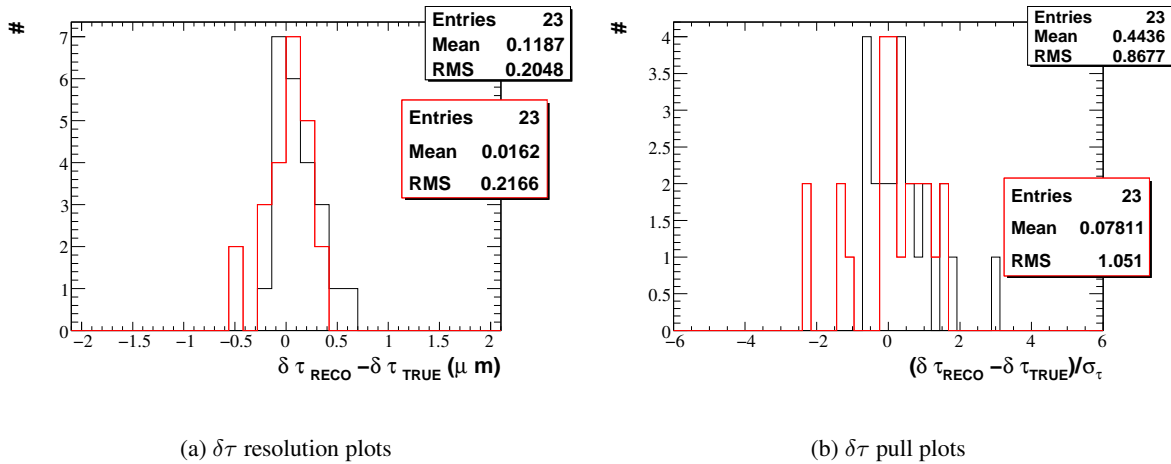 #
Entries 23
Mean 0.1187
RMS 0.2048
Entries 23
Mean 0.0162
RMS 0.2166
7
6
5
4
3
2
1
0
−2 −1.5 −1 −0.5 0 0.5 1 1.5 2
δ τ RECO −δ τ TRUE (μ m)
(a) δτ resolution plots
#
Entries 23
Mean 0.4436
RMS 0.8677
Entries 23
Mean 0.07811
RMS 1.051
4
3.5
3
2.5
2
1.5
1
0.5
0
−6 −4 −2 0 2 4 6
(δ τRECO −δ τTRUE)/στ
(b) δτ pull plots